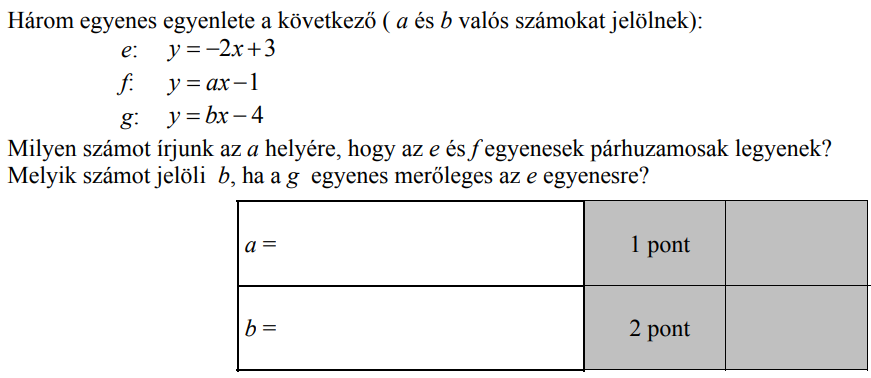 Három egyenes egyenlete a következő ( a és b valós számokat jelölnek):
e: y = −2x + 3
f: y = ax − 1
g: y = bx − 4
Milyen számot írjunk az a helyére, hogy az e és f egyenesek párhuzamosak legyenek?
Melyik számot jelöli b, ha a g egyenes merőleges az e egyenesre?
a = 1 pont
b = 2 pont